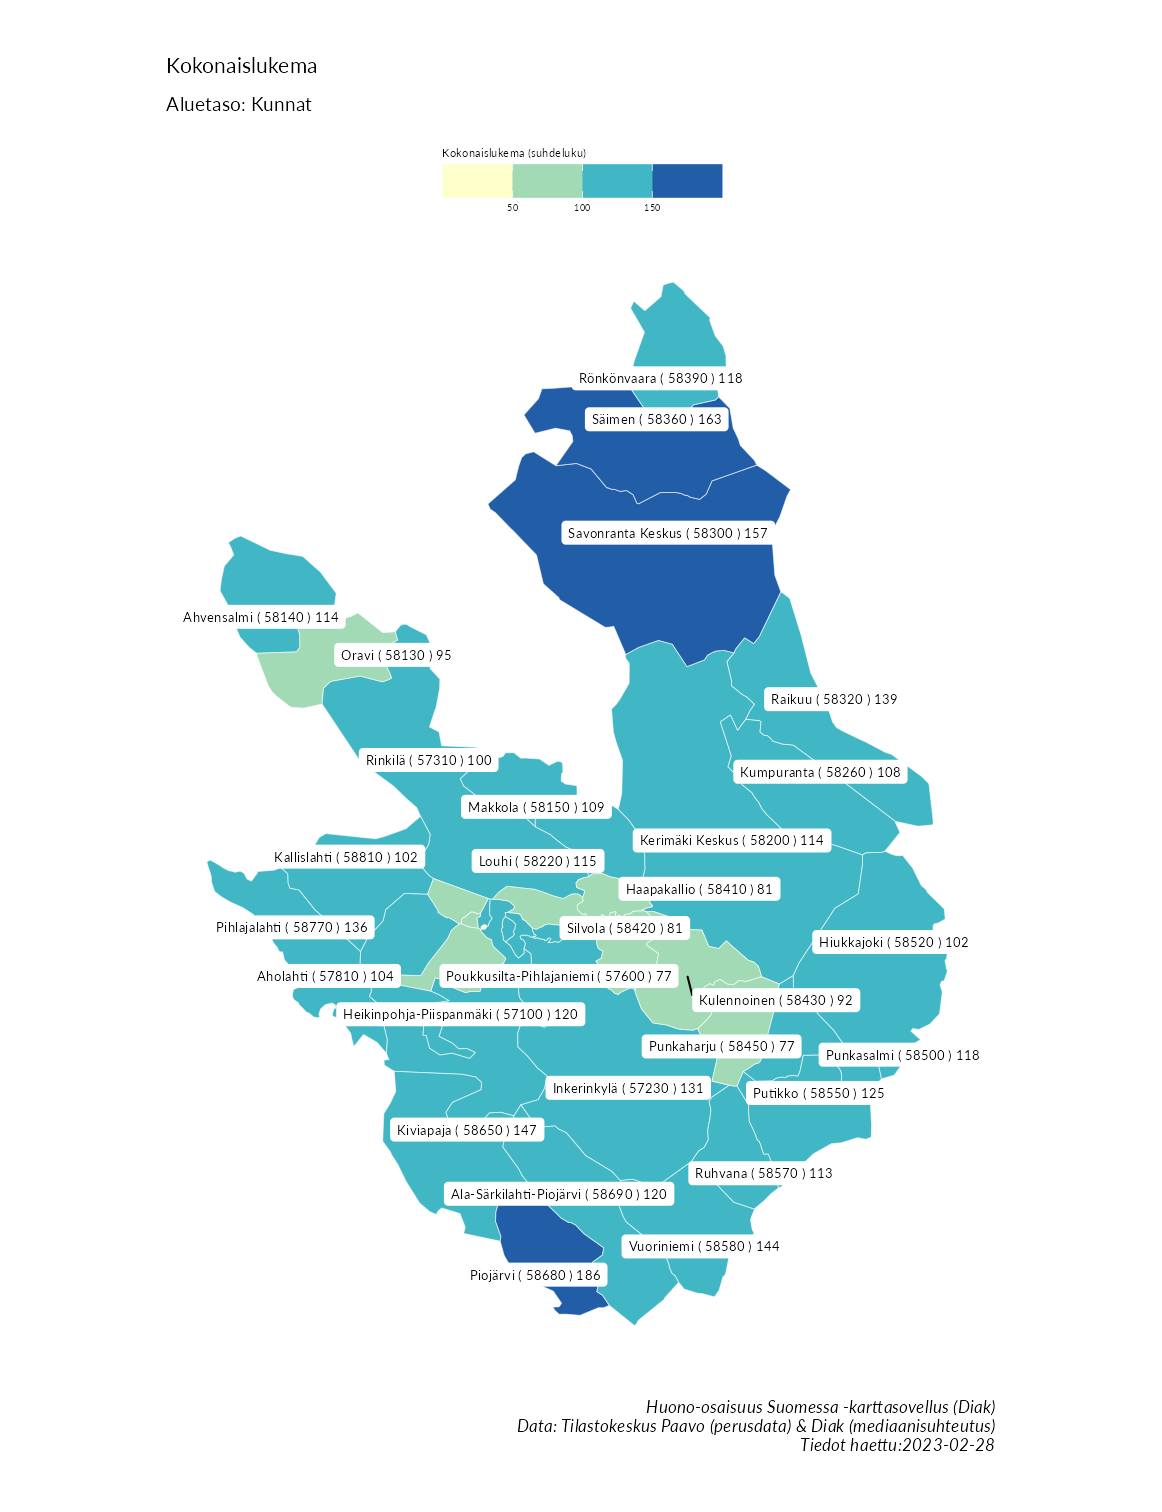 Kokonaislukema
Aluetaso: Kunnat
Kokonaislukema (suhdeluku)
50 100 150
Rönkönvaara ( 58390 ) 118
Säimen ( 58360 ) 163
Savonranta Keskus ( 58300 ) 157
Ahvensalmi ( 58140 ) 114
Oravi ( 58130 ) 95
Raikuu ( 58320 ) 139
Rinkilä ( 57310 ) 100
Kumpuranta ( 58260 ) 108
Makkola ( 58150 ) 109
Kerimäki Keskus ( 58200 ) 114
Kallislahti ( 58810 ) 102
Louhi ( 58220 ) 115
Haapakallio ( 58410 ) 81
Pihlajalahti ( 58770 ) 136
Silvola ( 58420 ) 81
Hiukkajoki ( 58520 ) 102
Aholahti ( 57810 ) 104
Poukkusilta-Pihlajaniemi ( 57600 ) 77
Kulennoinen ( 58430 ) 92
Heikinpohja-Piispanmäki ( 57100 ) 120
Punkaharju ( 58450 ) 77
Punkasalmi ( 58500 ) 118
Inkerinkylä ( 57230 ) 131
Putikko ( 58550 ) 125
Kiviapaja ( 58650 ) 147
Ruhvana ( 58570 ) 113
Ala-Särkilahti-Piojärvi ( 58690 ) 120
Vuoriniemi ( 58580 ) 144
Piojärvi ( 58680 ) 186
Huono-osaisuus Suomessa -karttasovellus (Diak)
Data: Tilastokeskus Paavo (perusdata) & Diak (mediaanisuhteutus)
Tiedot haettu:2023-02-28